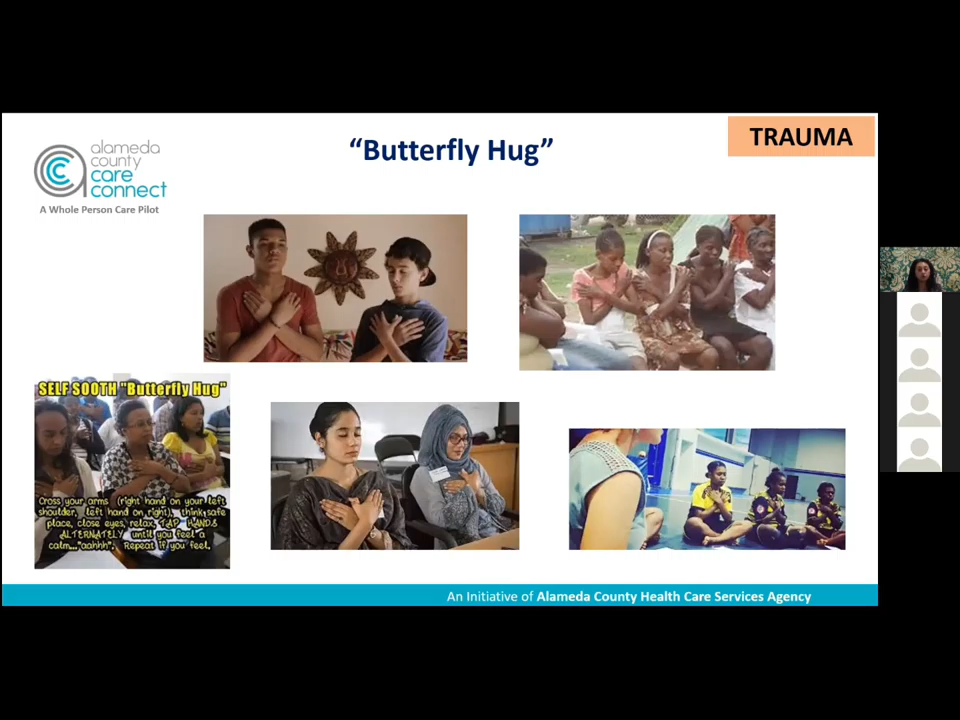 “Butterfly Hug”
TRAUMA
alameda
county
care
connect
A Whole Person Care Pilot
SELF SOOTH "Butterfly Hug"
Cross your arms (right hand on your left
shoulder, left hand on right), think safe
place, close eyes, relax, TAP HANDS
ALTERNATELY until you feel a
calm..."aahhh". Repeat if you feel.
An Initiative of Alameda County Health Care Services Agency